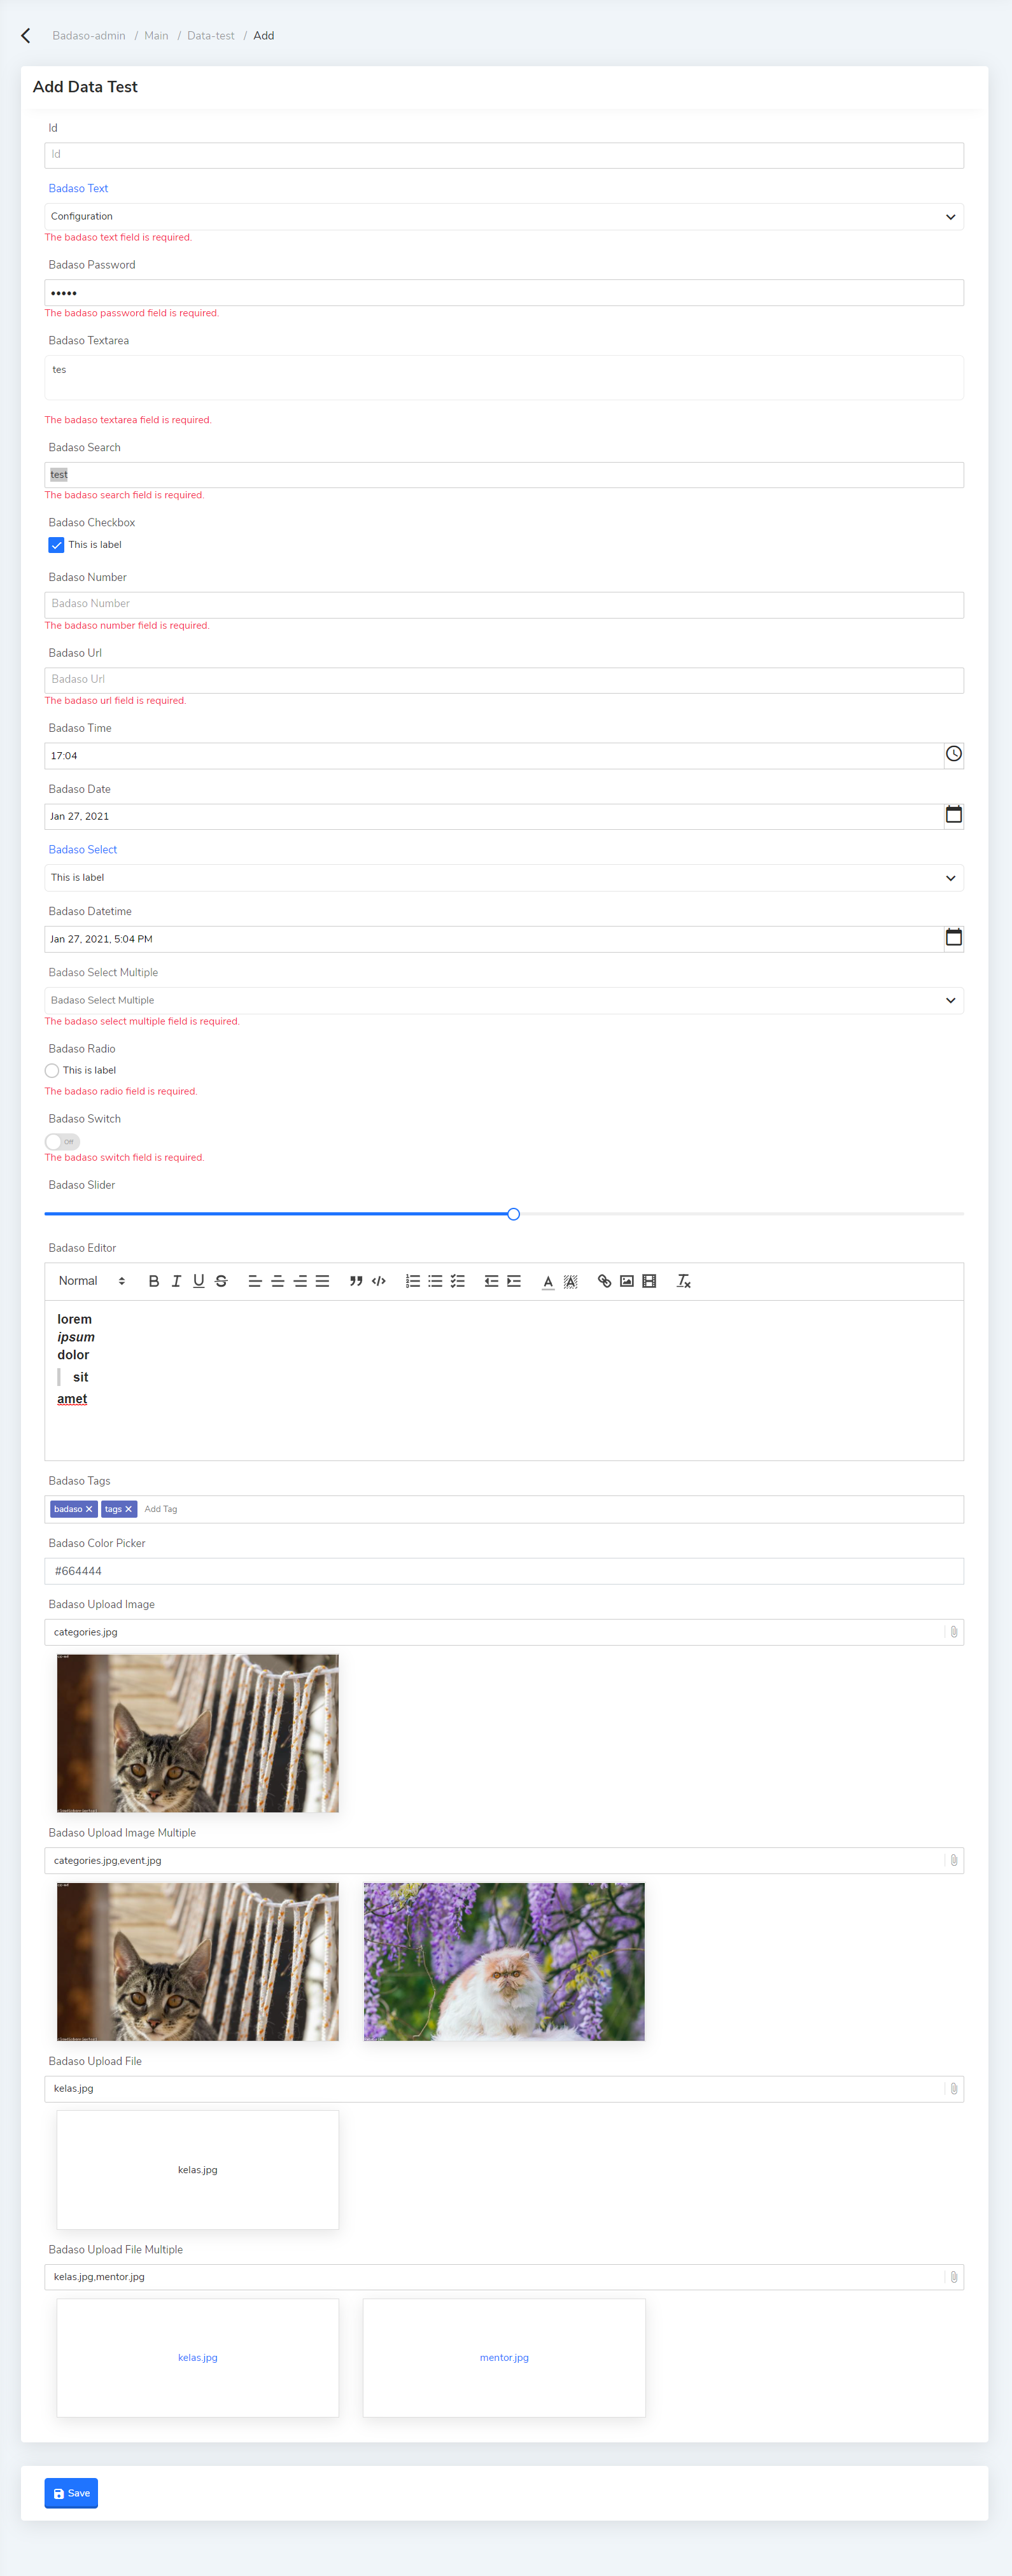 Badaso-admin / Main / Data-test / Add
Add Data Test
Id
Id
Badaso Text
Configuration
The badaso text field is required.
Badaso Password
•••••
The badaso password field is required.
Badaso Textarea
tes
The badaso textarea field is required.
Badaso Search
test
The badaso search field is required.
Badaso Checkbox
This is label
Badaso Number
Badaso Number
The badaso number field is required.
Badaso Url
Badaso Url
The badaso url field is required.
Badaso Time
17:04
Badaso Date
Jan 27, 2021
Badaso Select
This is label
Badaso Datetime
Jan 27, 2021, 5:04 PM
Badaso Select Multiple
Badaso Select Multiple
The badaso select multiple field is required.
Badaso Radio
This is label
The badaso radio field is required.
Badaso Switch
Off
The badaso switch field is required.
Badaso Slider
Badaso Editor
Normal
lorem
ipsum
dolor
sit
amet
Badaso Tags
badaso tags Add Tag
Badaso Color Picker
#664444
Badaso Upload Image
categories.jpg
Badaso Upload Image Multiple
categories.jpg,event.jpg
Badaso Upload File
kelas.jpg
kelas.jpg
Badaso Upload File Multiple
kelas.jpg,mentor.jpg
kelas.jpg mentor.jpg
Save